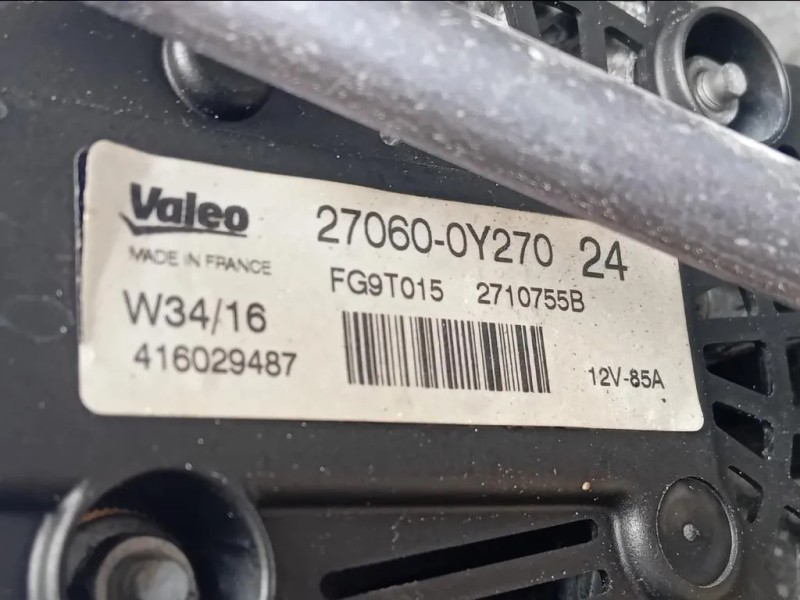 Valeo 27060-0Y270 24
MADE IN FRANCE FG9T015 2710755B
W34/16
416029487 12V-85A